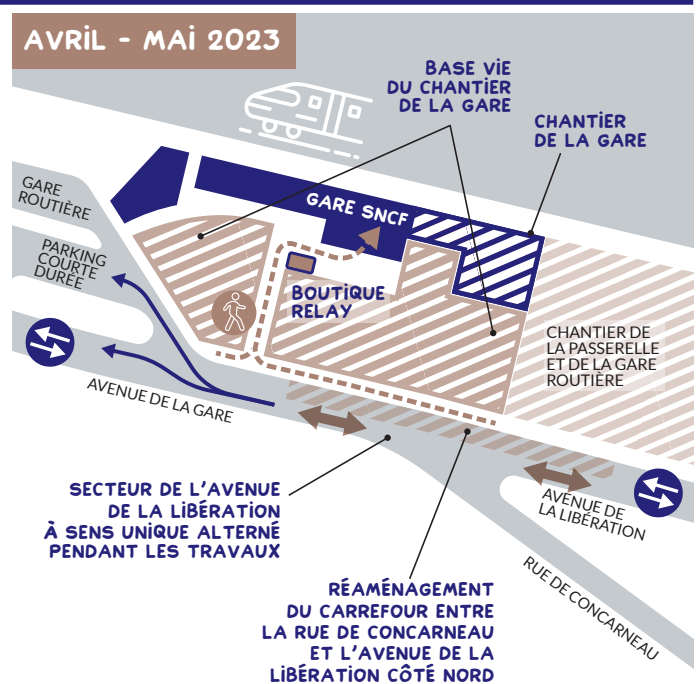 AVRIL - MAI 2023
BASE VIE
DU CHANTIER
DE LA GARE
CHANTIER
DE LA GARE
GARE
ROUTIÈRE
GARE SNCF
PARKING
COURTE
DURÉE
BOUTIQUE
RELAY
CHANTIER DE
LA PASSERELLE
ET DE LA GARE
ROUTIÈRE
AVENUE DE LA GARE
SECTEUR DE L'AVENUE
DE LA LIBÉRATION
À SENS UNIQUE ALTERNÉ
PENDANT LES TRAVAUX
AVENUE DE
LA LIBÉRATION
RUE DE CONCARNEAU
RÉAMÉNAGEMENT
DU CARREFOUR ENTRE
LA RUE DE CONCARNEAU
ET L'AVENUE DE LA
LIBÉRATION CÔTÉ NORD